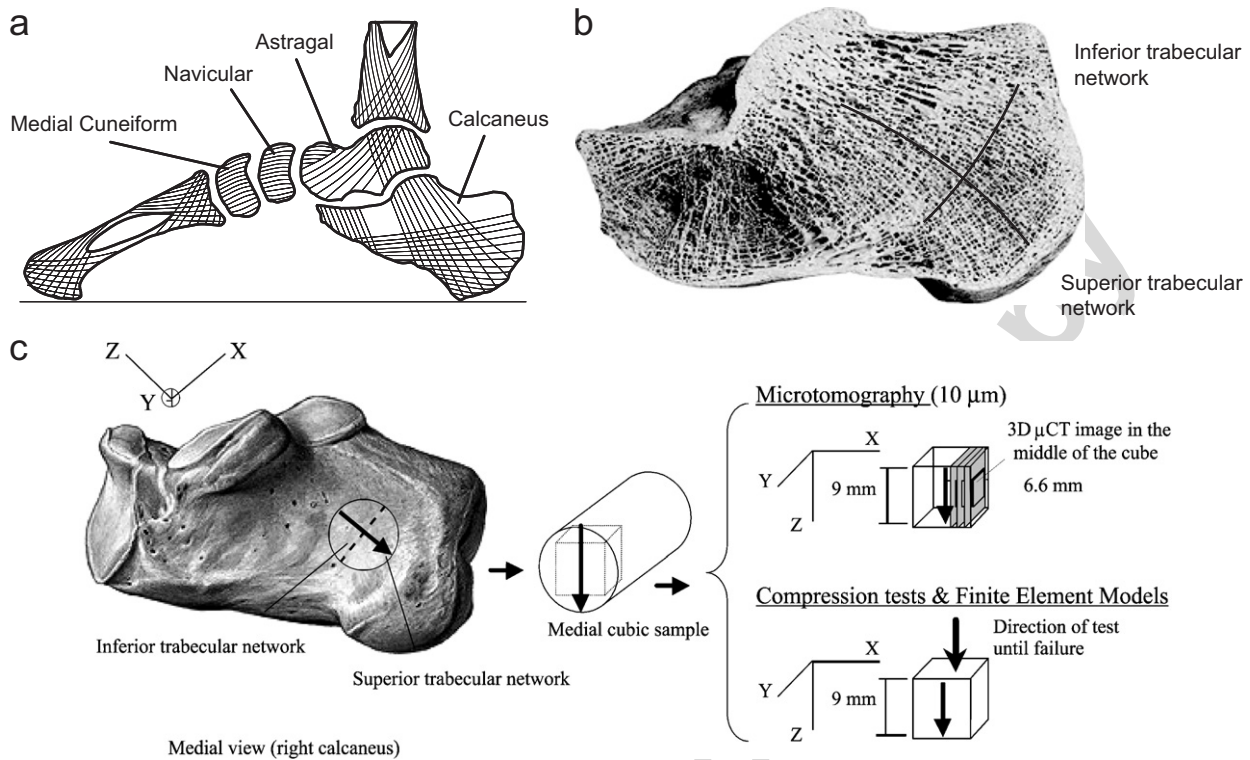 a
Astragal
Navicular
Medial Cuneiform
Calcaneus
b
Inferior trabecular
network
Superior trabecular
network
c
Z
X
Y
Inferior trabecular network
Superior trabecular network
Medial view (right calcaneus)
Medial cubic sample
Microtomography (10 μm)
X
Y
Z
9 mm
3D μCT image in the
middle of the cube
6.6 mm
Compression tests & Finite Element Models
X
Y
Z
9 mm
Direction of test
until failure